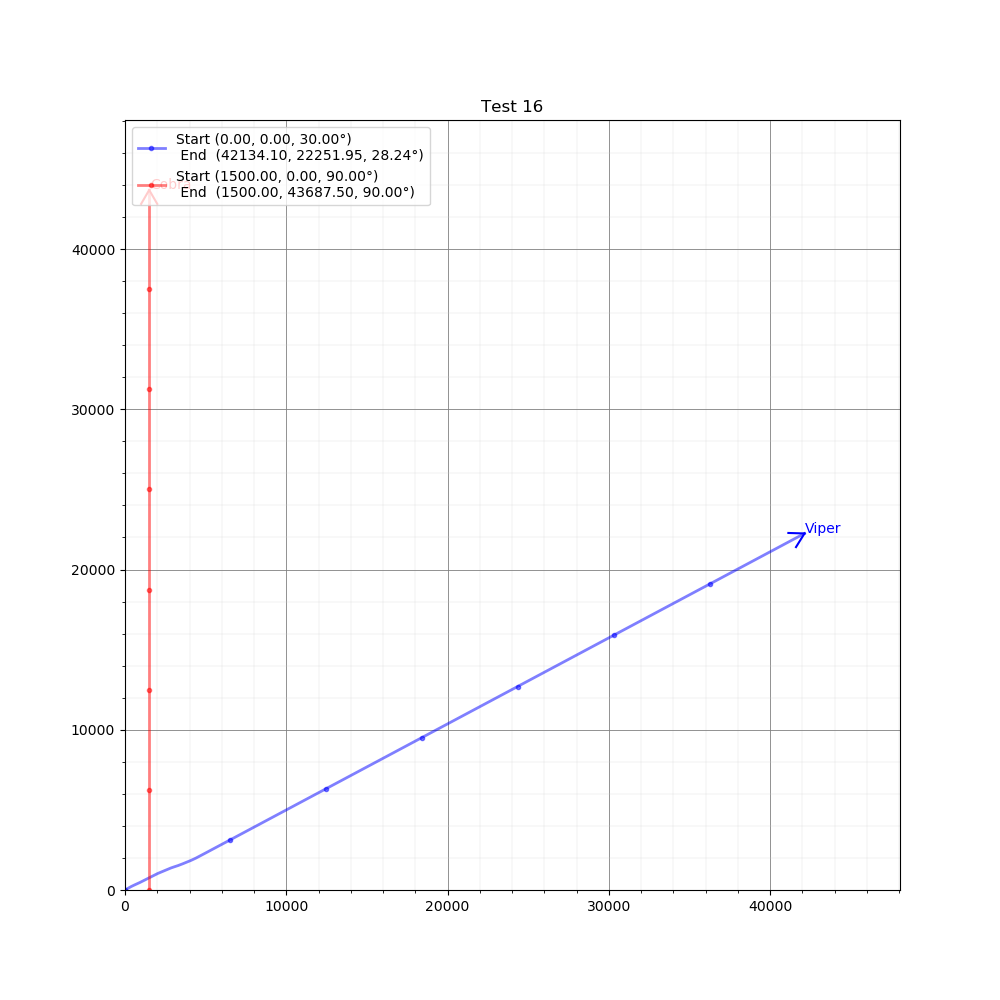 Test 16
Start (0.00, 0.00, 30.00°)
End (42134.10, 22251.95, 28.24°)
Start (1500.00, 0.00, 90.00°)
End (1500.00, 43687.50, 90.00°)
Cobra
40000
30000
Viper
20000
10000
0
0 10000 20000 30000 40000